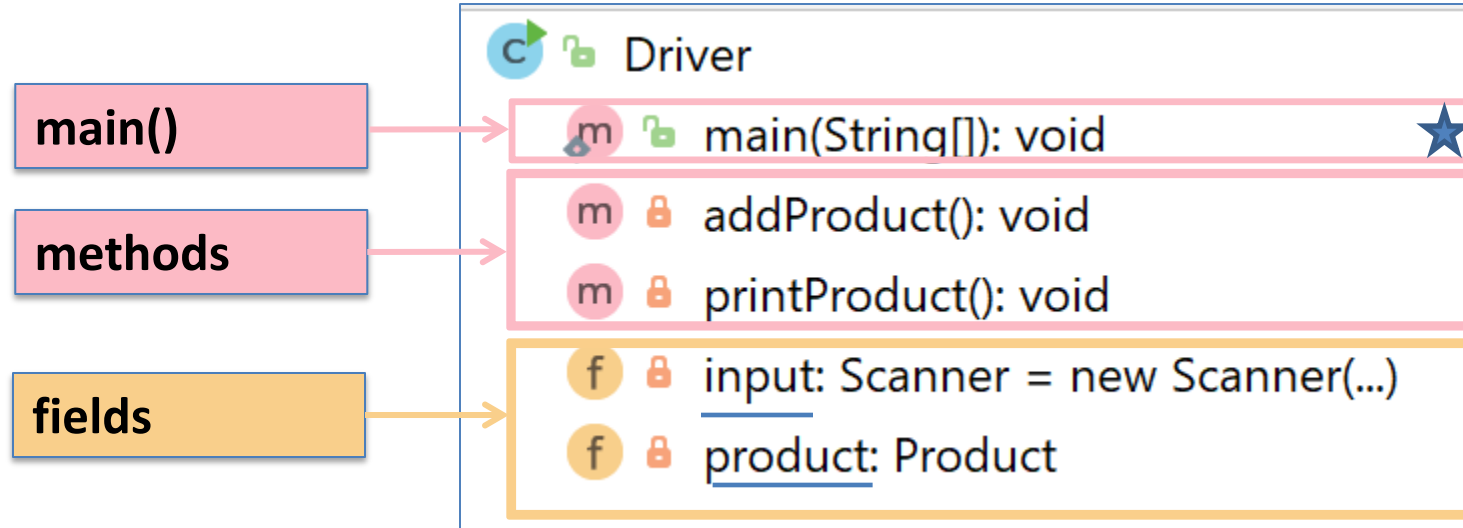 C Driver
main()
m main(String[]): void
m addProduct(): void
methods
m printProduct(): void
f input: Scanner = new Scanner(...)
fields
f product: Product